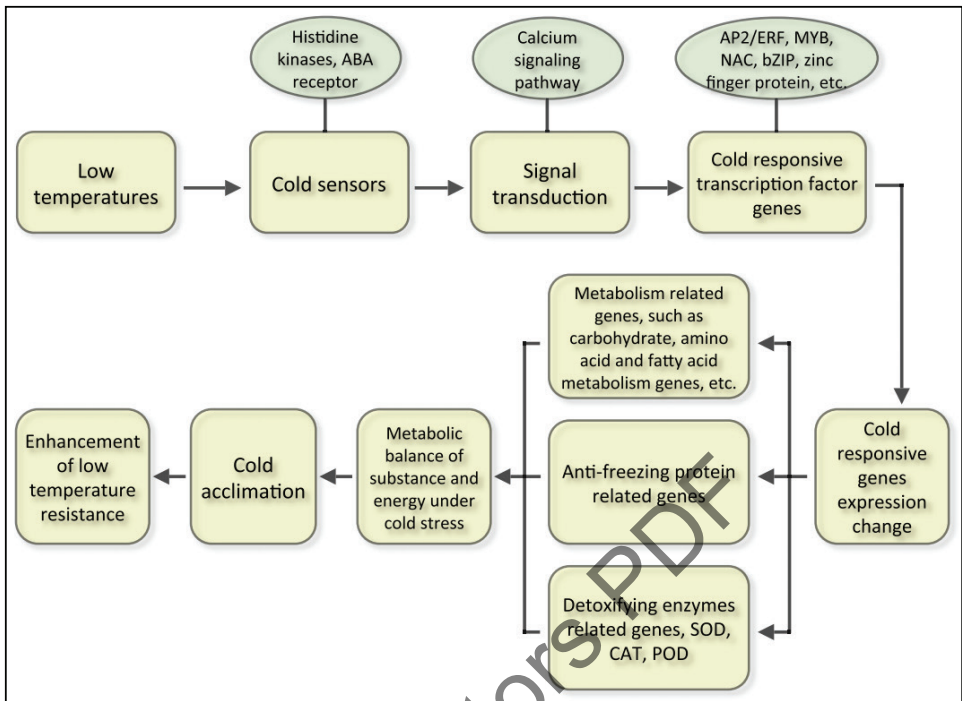 Histidine
kinases, ABA
receptor
Calcium
signaling
pathway
AP2/ERF, MYB,
NAC, bZIP, zinc
finger protein, etc.
Low
temperatures
Cold sensors
Signal
transduction
Cold responsive
transcription factor
genes
Metabolism related
genes, such as
carbohydrate, amino
acid and fatty acid
metabolism genes, etc.
Enhancement
of low
temperature
resistance
Cold
acclimation
Metabolic
balance of
substance and
energy under
cold stress
Anti-freezing protein
related genes
Cold
responsive
genes
expression
change
Detoxifying enzymes
related genes, SOD,
CAT, POD
PDF